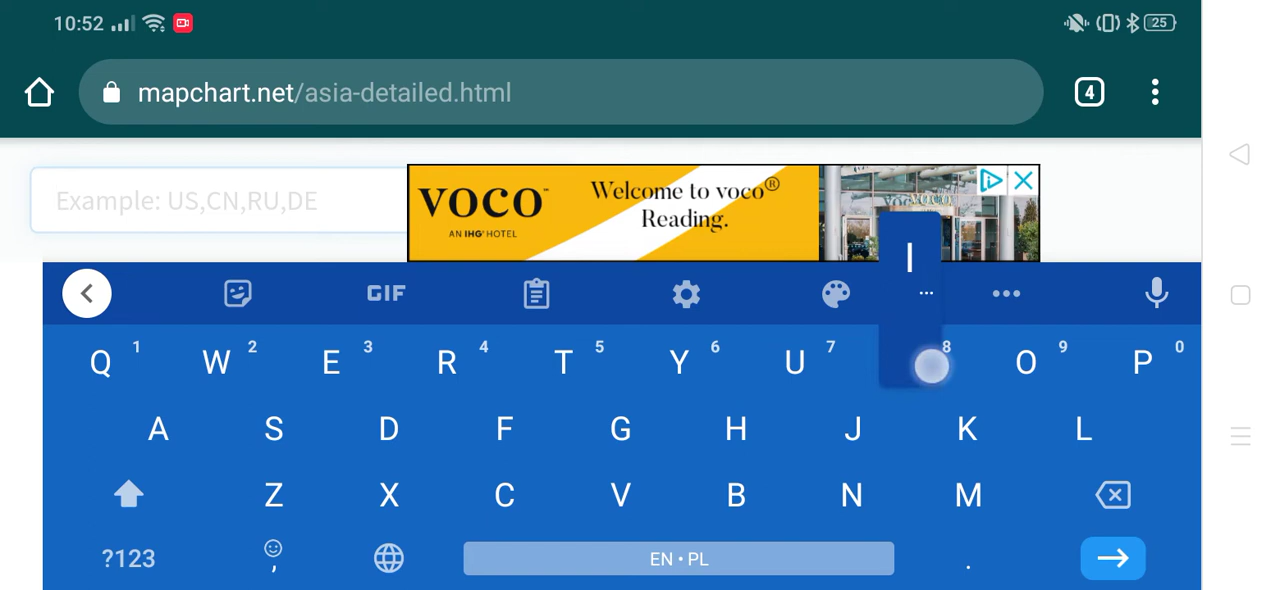 10:52
25
mapchart.net/asia-detailed.html
4
Example: US,CN,RU,DE
voco™
AN IHG® HOTEL
Welcome to voco®
Reading.
I
...
GIF
Q 1 W 2 E 3 R 4 T 5 Y 6 U 7 8 O 9 P 0
A S D F G H J K L
Z X C V B N M
?123 , EN • PL .